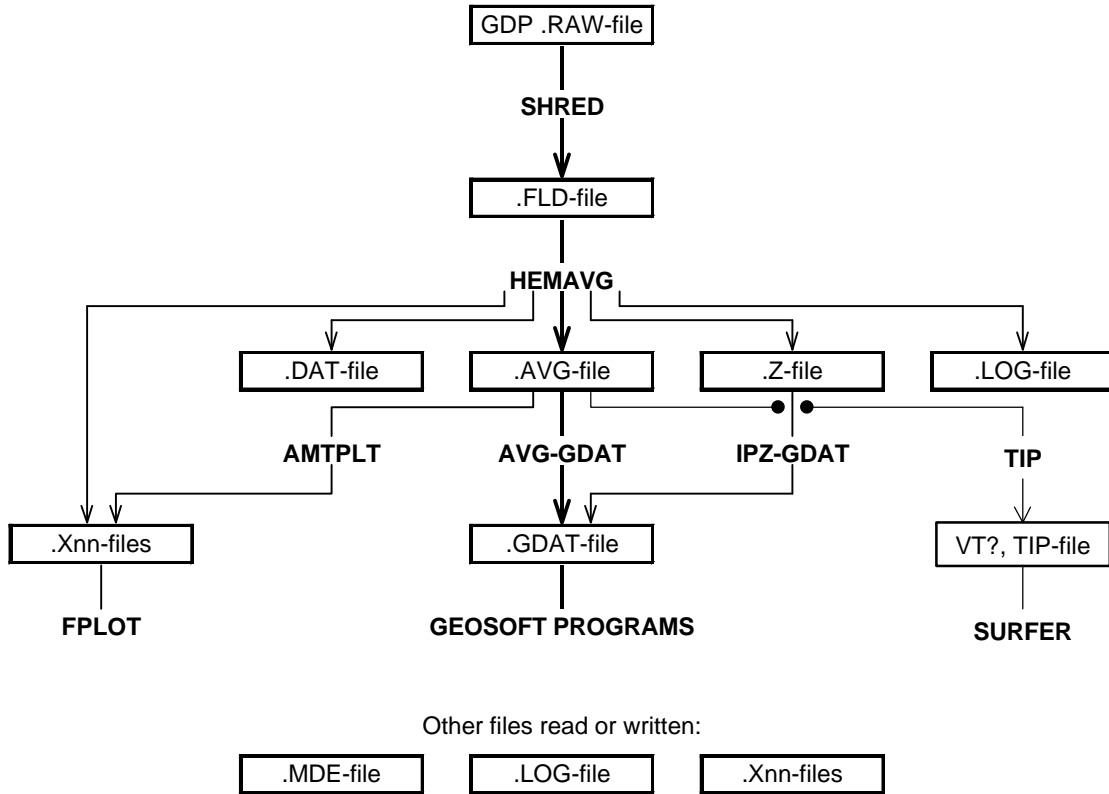 GDP .RAW-file
SHRED
.FLD-file
HEMAVG
.DAT-file
.AVG-file
.Z-file
.LOG-file
AMTPLT
AVG-GDAT
IPZ-GDAT
TIP
.Xnn-files
.GDAT-file
VT?, TIP-file
FPLOT
GEOSOFT PROGRAMS
SURFER
Other files read or written:
.MDE-file
.LOG-file
.Xnn-files